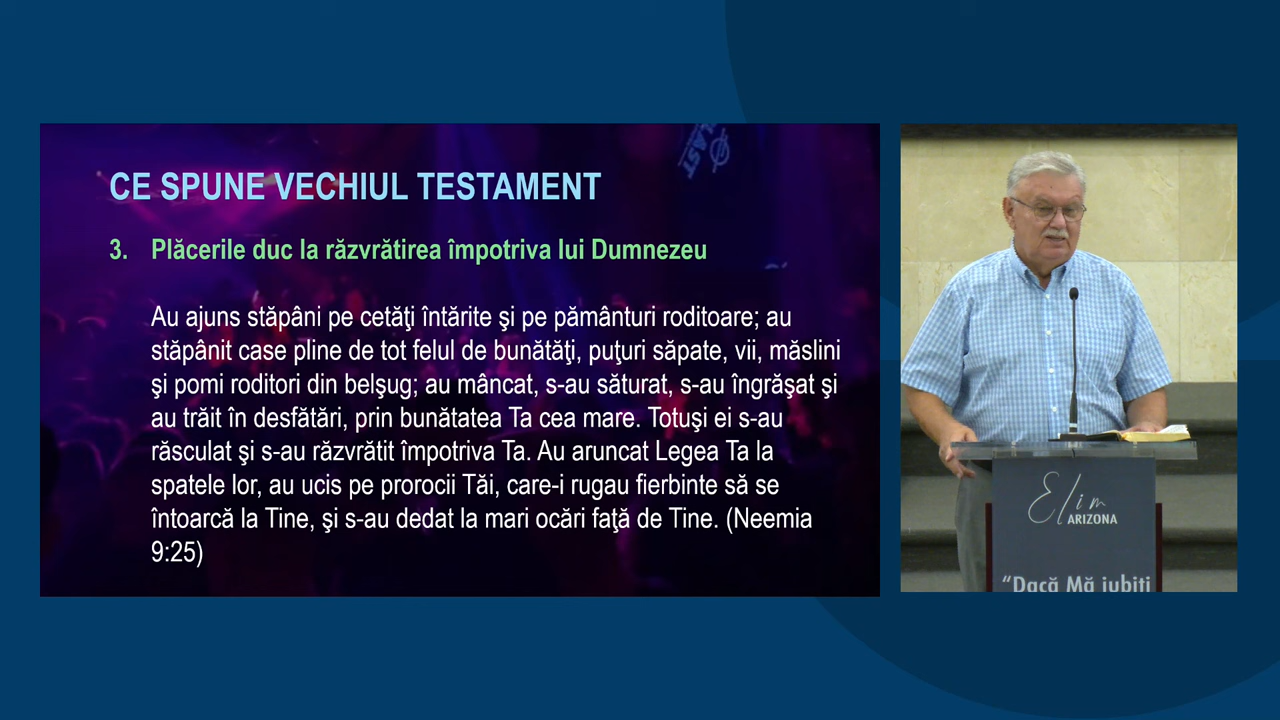 CE SPUNE VECHIUL TESTAMENT
3. Plăcerile duc la răzvrătirea împotriva lui Dumnezeu
Au ajuns stăpâni pe cetăţi întărite şi pe pământuri roditoare; au
stăpânit case pline de tot felul de bunătăţi, puţuri săpate, vii, măslini
şi pomi roditori din belşug; au mâncat, s-au săturat, s-au îngrăşat şi
au trăit în desfătări, prin bunătatea Ta cea mare. Totuşi ei s-au
răsculat şi s-au răzvrătit împotriva Ta. Au aruncat Legea Ta la
spatele lor, au ucis pe prorocii Tăi, care-i rugau fierbinte să se
întoarcă la Tine, şi s-au dedat la mari ocări faţă de Tine. (Neemia
9:25)
Elim
ARIZONA
“Dacă Mă iubiţi